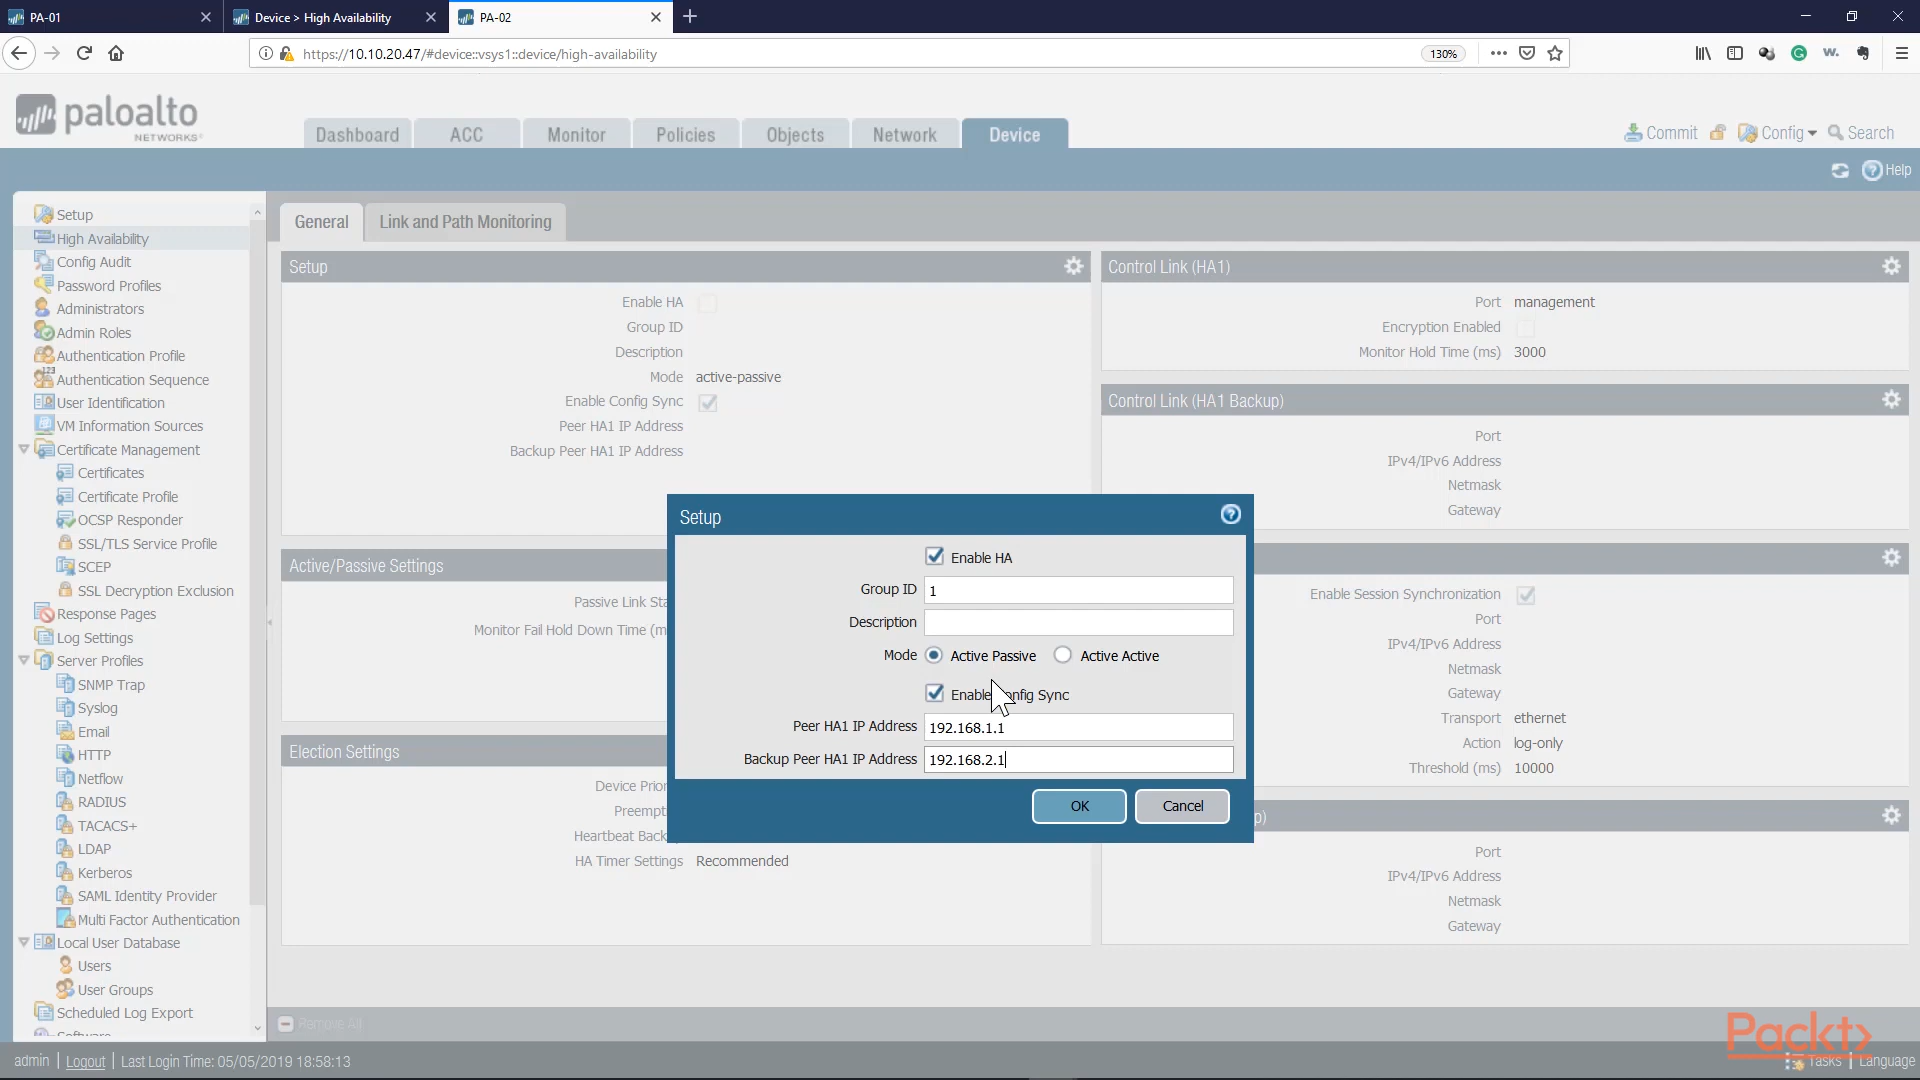 PA-01
Device > High Availability
PA-02
https://10.10.20.47/#device::vsys1::device/high-availability
130%
paloalto
NETWORKS
Dashboard
ACC
Monitor
Policies
Objects
Network
Device
Commit
Config
Search
Help
Setup
High Availability
Config Audit
Password Profiles
Administrators
Admin Roles
Authentication Profile
Authentication Sequence
User Identification
VM Information Sources
Certificate Management
Certificates
Certificate Profile
OCSP Responder
SSL/TLS Service Profile
SCEP
SSL Decryption Exclusion
Response Pages
Log Settings
Server Profiles
SNMP Trap
Syslog
Email
HTTP
Netflow
RADIUS
TACACS+
LDAP
Kerberos
SAML Identity Provider
Multi Factor Authentication
Local User Database
Users
User Groups
Scheduled Log Export
General
Link and Path Monitoring
Setup
Enable HA
Group ID
Description
Mode active-passive
Enable Config Sync
Peer HA1 IP Address
Backup Peer HA1 IP Address
Active/Passive Settings
Passive Link
Monitor Fail Hold Down Time
Election Settings
Device
Heartbeat
HA Timer Settings Recommended
Remove All
Control Link (HA1)
Port management
Encryption Enabled
Monitor Hold Time (ms) 3000
Control Link (HA1 Backup)
Port
IPv4/IPv6 Address
Netmask
Gateway
Enable Session Synchronization
Port
IPv4/IPv6 Address
Netmask
Gateway
Transport ethernet
Action log-only
Threshold (ms) 10000
Port
IPv4/IPv6 Address
Netmask
Gateway
Setup
Enable HA
Group ID 1
Description
Mode Active Passive Active Active
Enable Config Sync
Peer HA1 IP Address 192.168.1.1
Backup Peer HA1 IP Address 192.168.2.1
OK
Cancel
Packt>
admin | Logout | Last Login Time: 05/05/2019 18:58:13
Tasks | Language